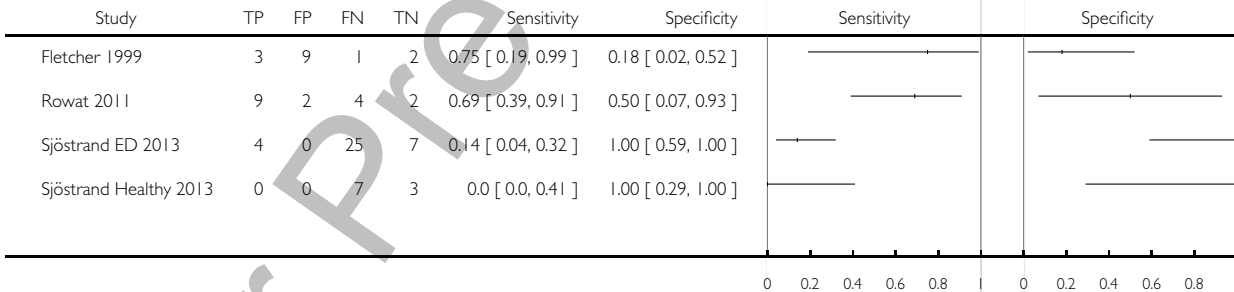 Study TP FP FN TN Sensitivity Specificity Sensitivity Specificity
Fletcher 1999 3 9 1 2 0.75 [ 0.19, 0.99 ] 0.18 [ 0.02, 0.52 ]
Rowat 2011 9 2 4 2 0.69 [ 0.39, 0.91 ] 0.50 [ 0.07, 0.93 ]
Sjöstrand ED 2013 4 0 25 7 0.14 [ 0.04, 0.32 ] 1.00 [ 0.59, 1.00 ]
Sjöstrand Healthy 2013 0 0 7 3 0.0 [ 0.0, 0.41 ] 1.00 [ 0.29, 1.00 ]
0 0.2 0.4 0.6 0.8 1 0 0.2 0.4 0.6 0.8
r Pre